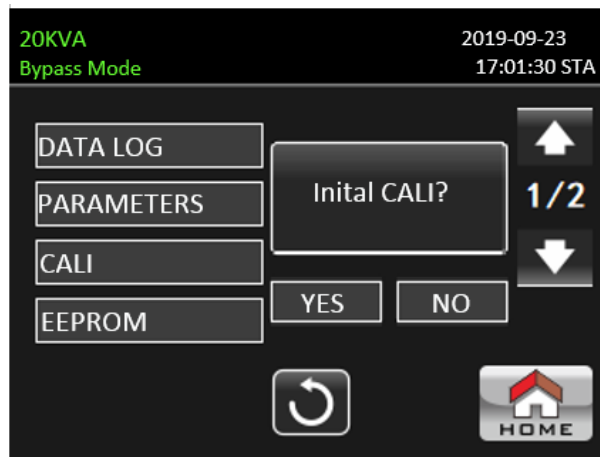 20KVA
2019-09-23
Bypass Mode
17:01:30 STA
DATA LOG
PARAMETERS
CALI
EEPROM
Inital CALI?
YES
NO
1/2
HOME